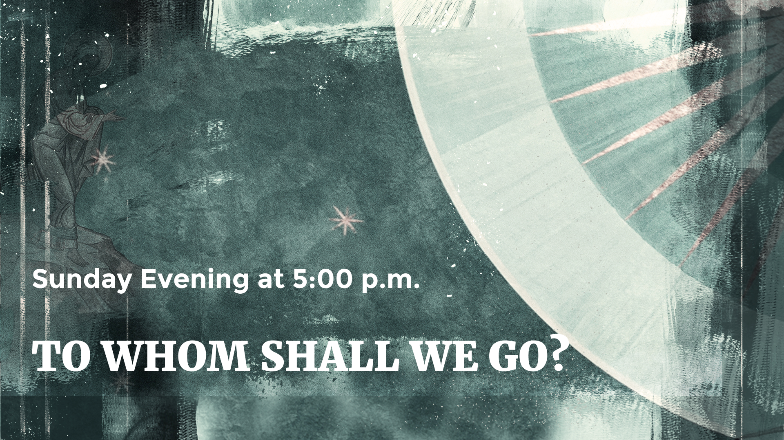 Sunday Evening at 5:00 p.m.
TO WHOM SHALL WE GO?